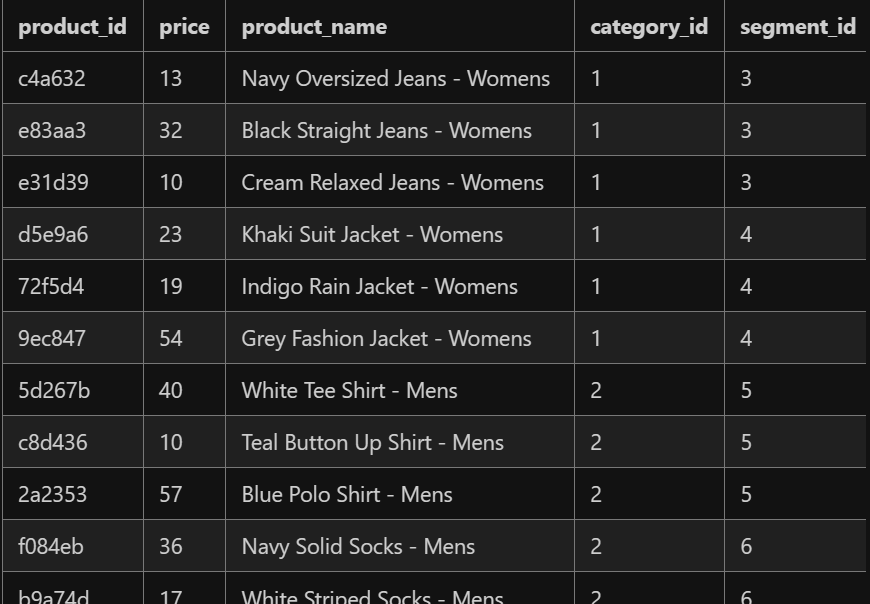 product_id price product_name category_id segment_id
c4a632 13 Navy Oversized Jeans - Womens 1 3
e83aa3 32 Black Straight Jeans - Womens 1 3
e31d39 10 Cream Relaxed Jeans - Womens 1 3
d5e9a6 23 Khaki Suit Jacket - Womens 1 4
72f5d4 19 Indigo Rain Jacket - Womens 1 4
9ec847 54 Grey Fashion Jacket - Womens 1 4
5d267b 40 White Tee Shirt - Mens 2 5
c8d436 10 Teal Button Up Shirt - Mens 2 5
2a2353 57 Blue Polo Shirt - Mens 2 5
f084eb 36 Navy Solid Socks - Mens 2 6
b9a74d 17 White Striped Socks - Mens 2 6